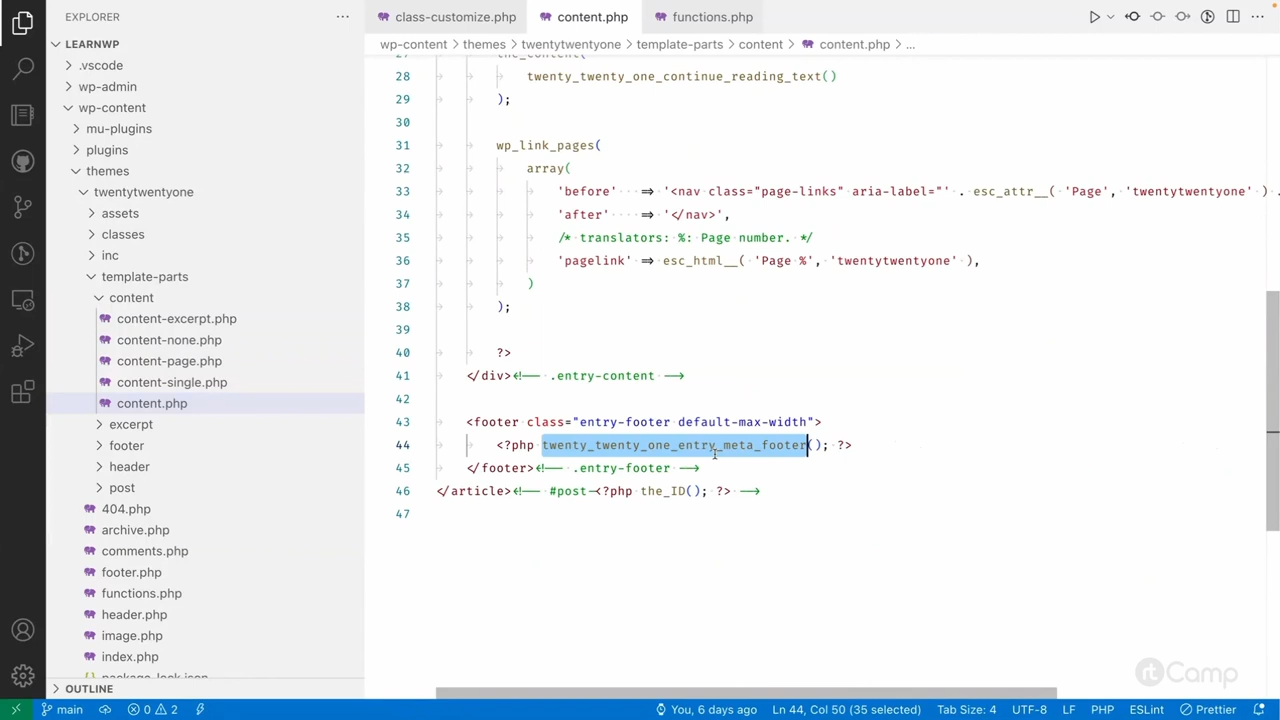 EXPLORER
LEARNWP
.vscode
wp-admin
wp-content
mu-plugins
plugins
themes
twentytwentyone
assets
classes
inc
template-parts
content
content-excerpt.php
content-none.php
content-page.php
content-single.php
content.php
excerpt
footer
header
post
404.php
archive.php
comments.php
footer.php
functions.php
header.php
image.php
index.php
package-lock.json
OUTLINE
class-customize.php content.php functions.php
wp-content > themes > twentytwentyone > template-parts > content > content.php > ...
27 the_content(
28 twenty_twenty_one_continue_reading_text()
29 );
30
31 wp_link_pages(
32 array(
33 'before' => '<nav class="page-links" aria-label="' . esc_attr__( 'Page', 'twentytwentyone' ) .
34 'after' => '</nav>',
35 /* translators: %: Page number. */
36 'pagelink' => esc_html__( 'Page %', 'twentytwentyone' ),
37 )
38 );
39
40 ?>
41 </div><!-- .entry-content -->
42
43 <footer class="entry-footer default-max-width">
44 <?php twenty_twenty_one_entry_meta_footer(); ?>
45 </footer><!-- .entry-footer -->
46 </article><!-- #post-<?php the_ID(); ?> -->
47
rtCamp
main 0 2 You, 6 days ago Ln 44, Col 50 (35 selected) Tab Size: 4 UTF-8 LF PHP ESLint Prettier